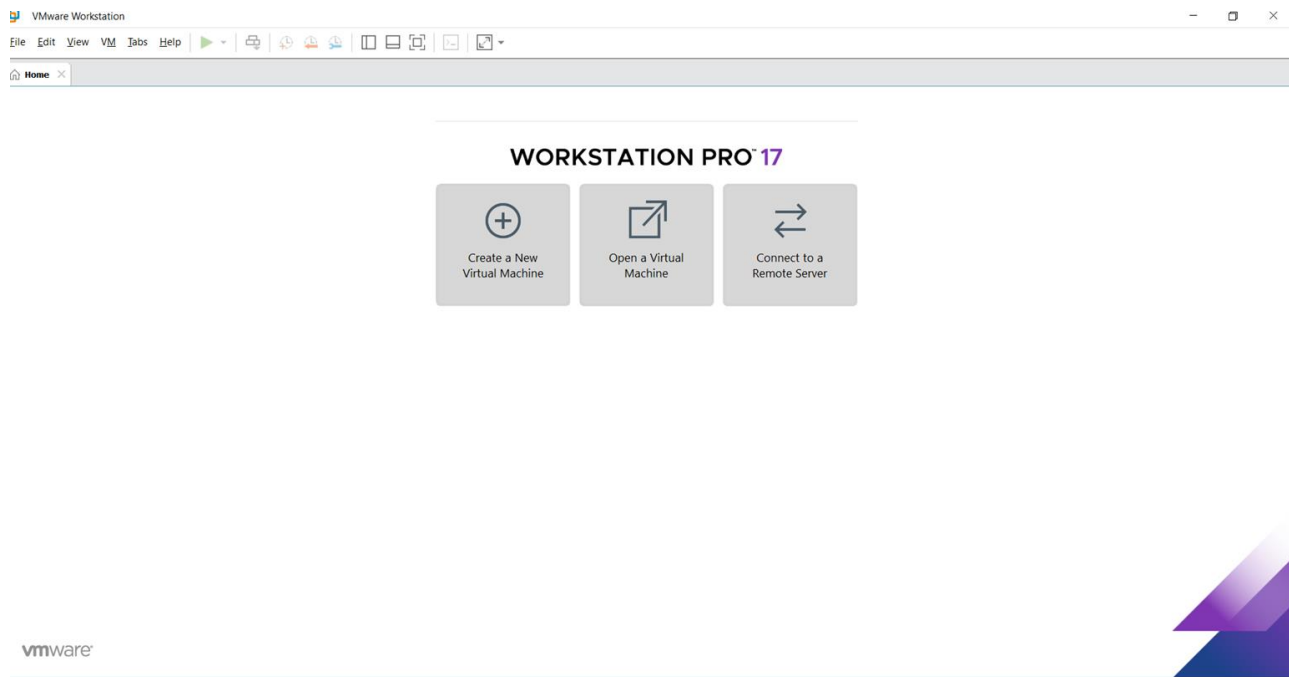 VMware Workstation
File Edit View VM Tabs Help
Home
WORKSTATION PRO™ 17
Create a New
Virtual Machine
Open a Virtual
Machine
Connect to a
Remote Server
vmware®